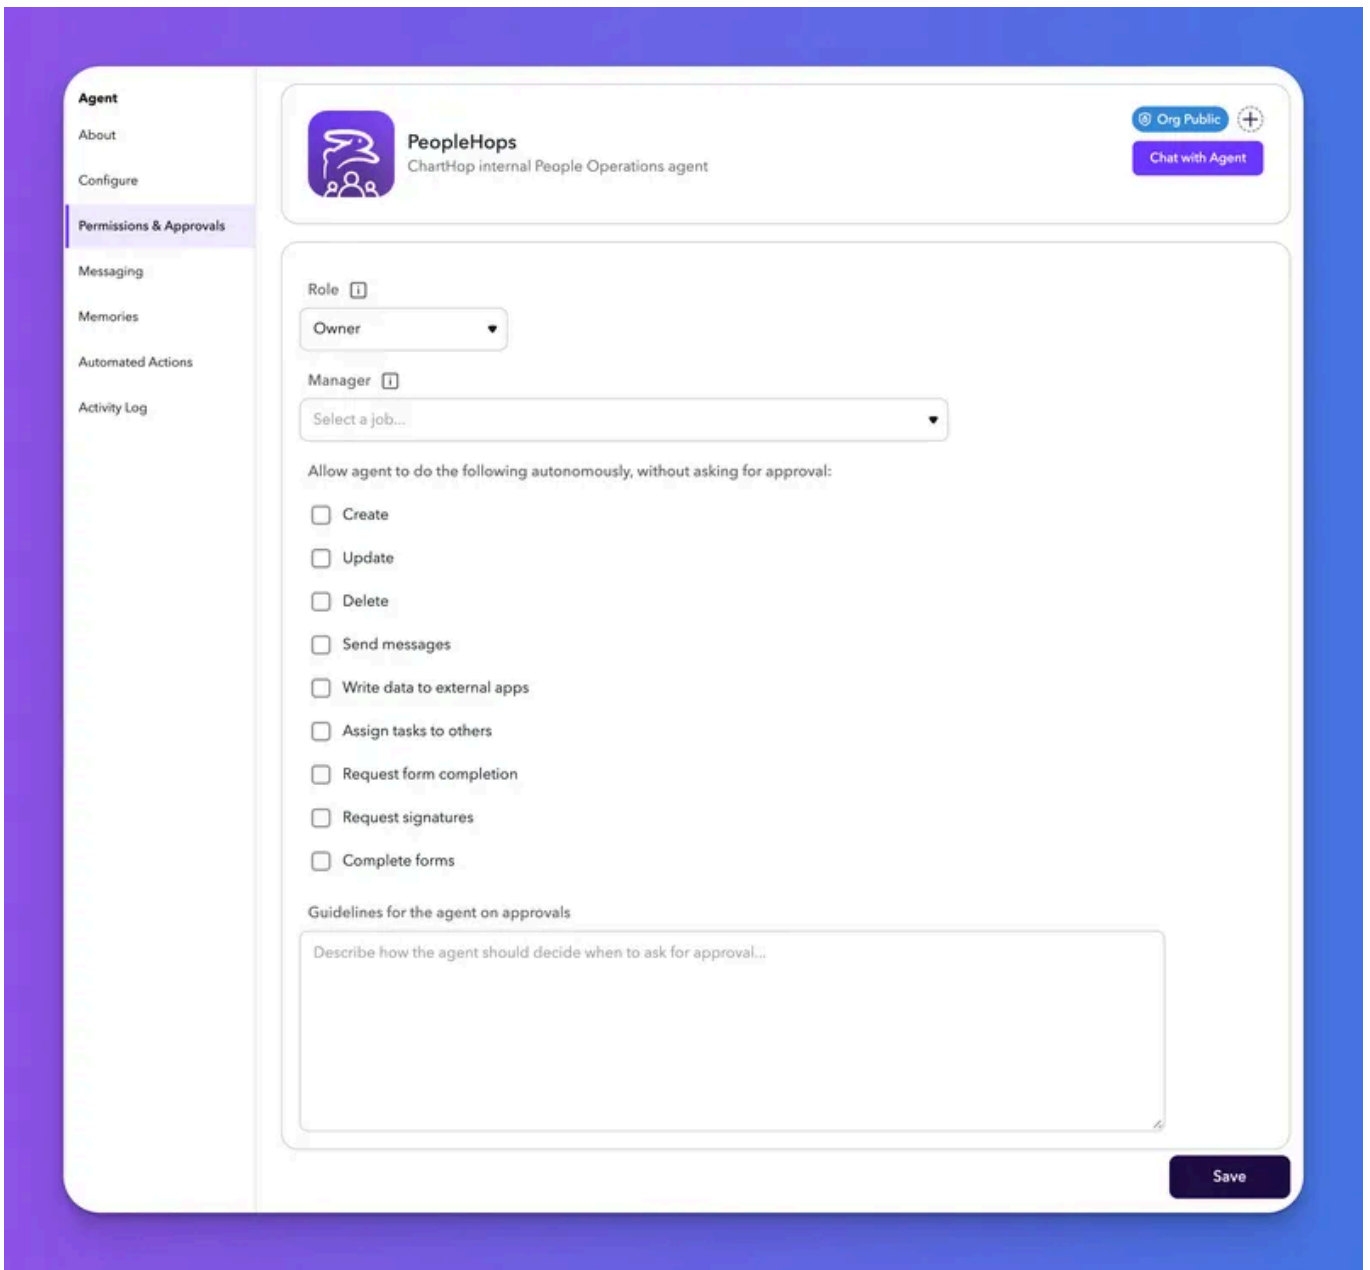 Agent
About
Configure
Permissions & Approvals
Messaging
Memories
Automated Actions
Activity Log
PeopleHops
ChartHop internal People Operations agent
Org Public
Chat with Agent
Role
Owner
Manager
Select a job...
Allow agent to do the following autonomously, without asking for approval:
Create
Update
Delete
Send messages
Write data to external apps
Assign tasks to others
Request form completion
Request signatures
Complete forms
Guidelines for the agent on approvals
Describe how the agent should decide when to ask for approval...
Save